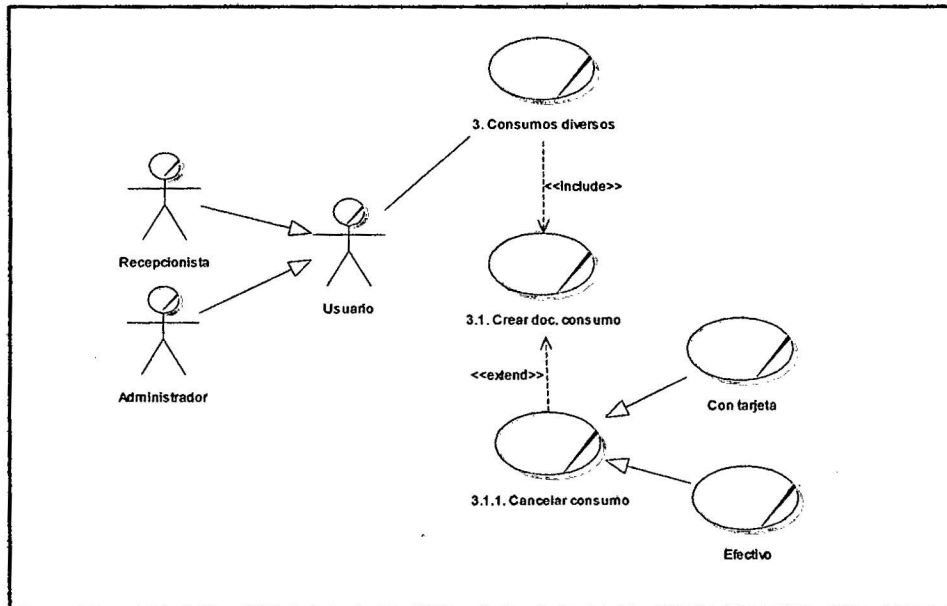 3. Consumos diversos
<<include>>
Recepcionista
Usuario
3.1. Crear doc. consumo
Administrador
<<extend>>
Con tarjeta
3.1.1. Cancelar consumo
Efectivo